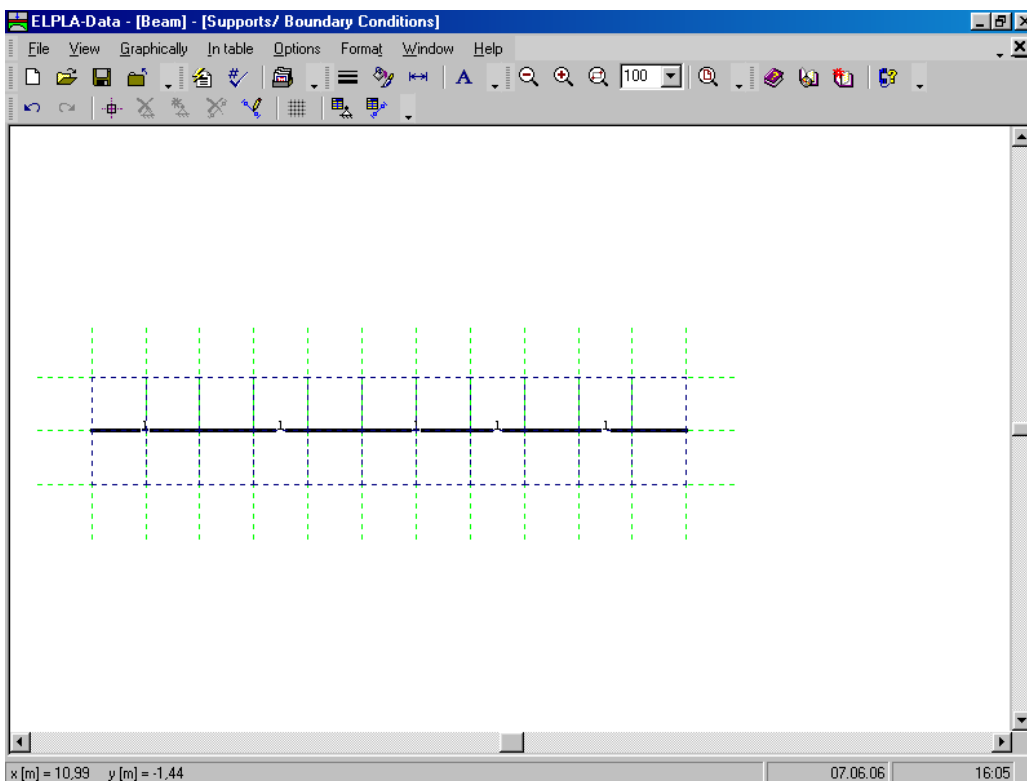 ELPLA-Data - [Beam] - [Supports/ Boundary Conditions]
File View Graphically In table Options Format Window Help
A 100
1 1 1 1 1
x [m] = 10,99 y [m] = -1,44 07.06.06 16:05